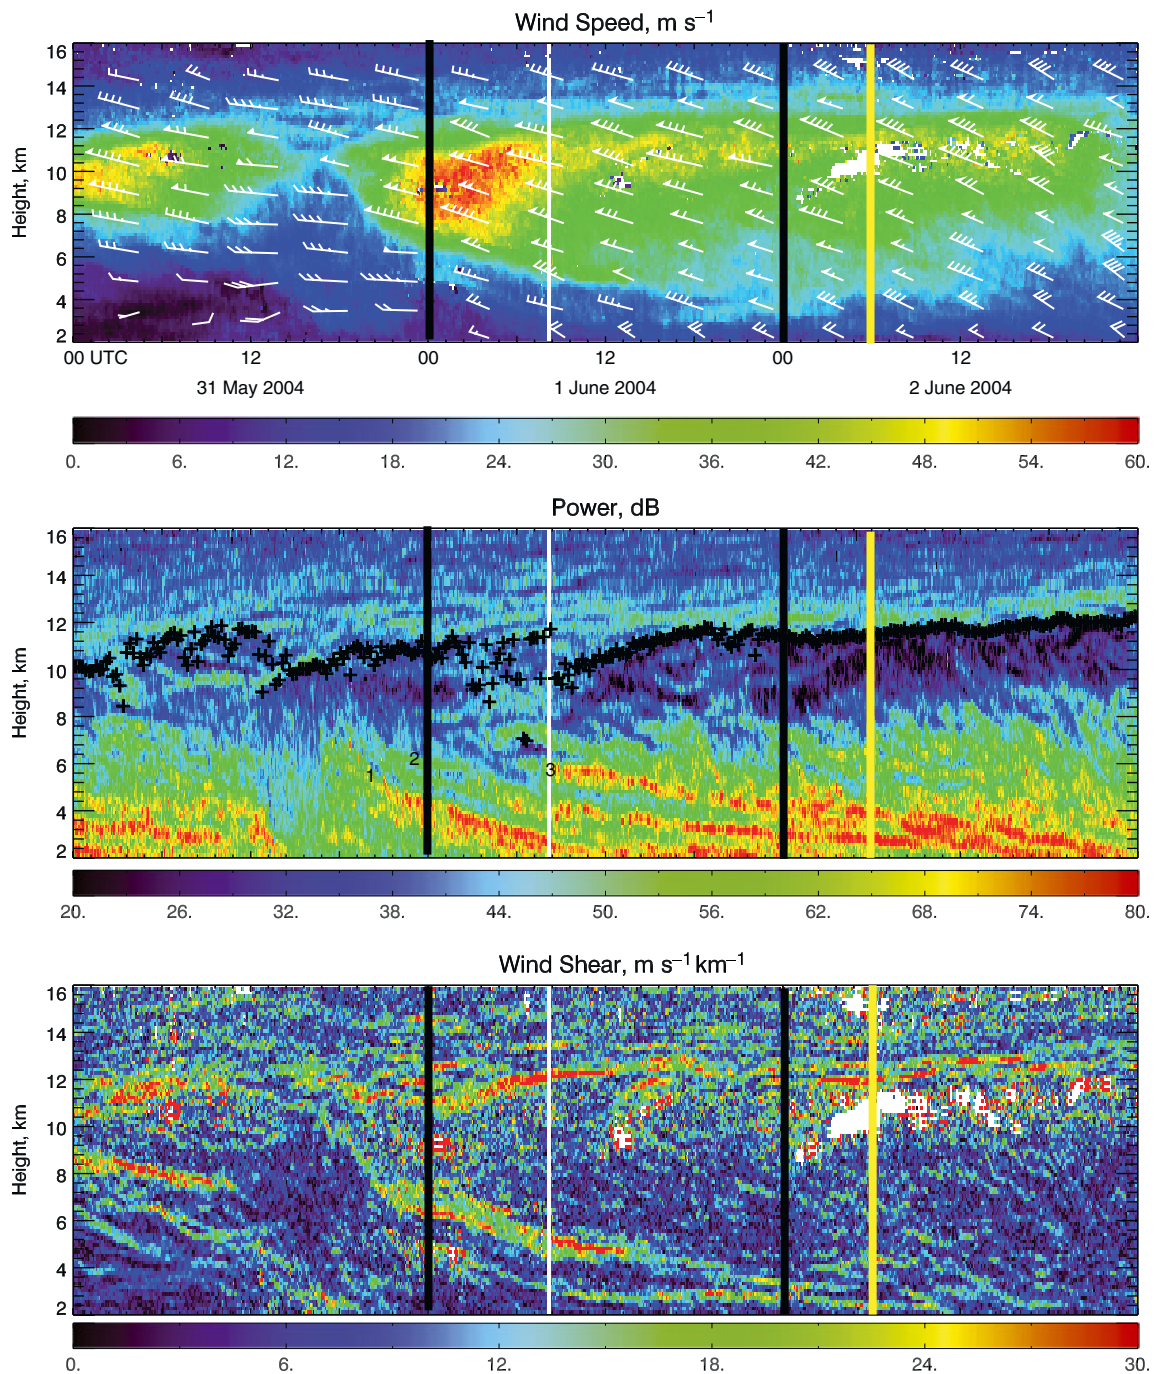 Wind Speed, m s−1
16
14
12
10
8
6
4
2
Height, km
00 UTC 12 00 12 00 12
31 May 2004 1 June 2004 2 June 2004
0. 6. 12. 18. 24. 30. 36. 42. 48. 54. 60.
Power, dB
16
14
12
10
8
6
4
2
Height, km
1 2 3
20. 26. 32. 38. 44. 50. 56. 62. 68. 74. 80.
Wind Shear, m s−1 km−1
16
14
12
10
8
6
4
2
Height, km
0. 6. 12. 18. 24. 30.